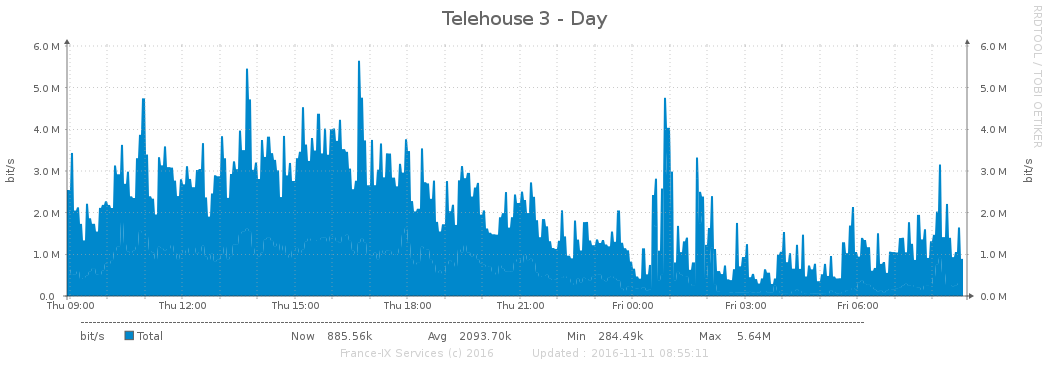 Telehouse 3 - Day
RRDTOOL / TOBI OETIKER
6.0 M 6.0 M
5.0 M 5.0 M
4.0 M 4.0 M
3.0 M 3.0 M
2.0 M 2.0 M
1.0 M 1.0 M
0.0 0.0 M
bit/s bit/s
Thu 09:00 Thu 12:00 Thu 15:00 Thu 18:00 Thu 21:00 Fri 00:00 Fri 03:00 Fri 06:00
bit/s Total Now 885.56k Avg 2093.70k Min 284.49k Max 5.64M
France-IX Services (c) 2016 Updated : 2016-11-11 08:55:11